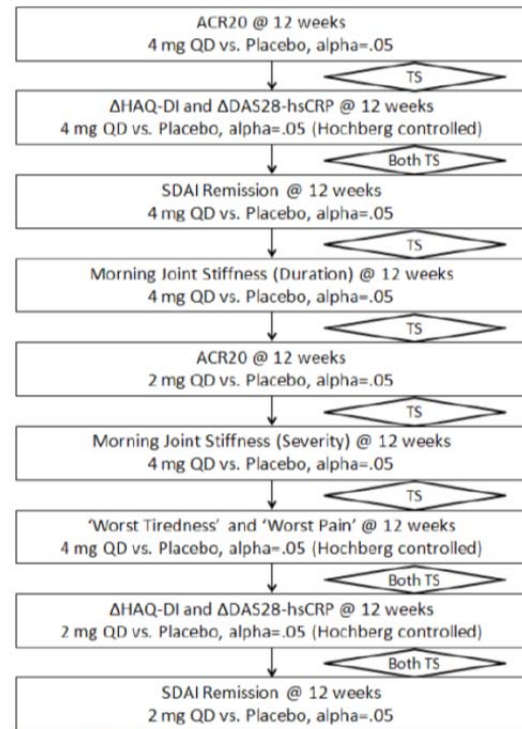 ACR20 @ 12 weeks
4 mg QD vs. Placebo, alpha=.05
TS
ΔHAQ-DI and ΔDAS28-hsCRP @ 12 weeks
4 mg QD vs. Placebo, alpha=.05 (Hochberg controlled)
Both TS
SDAI Remission @ 12 weeks
4 mg QD vs. Placebo, alpha=.05
TS
Morning Joint Stiffness (Duration) @ 12 weeks
4 mg QD vs. Placebo, alpha=.05
TS
ACR20 @ 12 weeks
2 mg QD vs. Placebo, alpha=.05
TS
Morning Joint Stiffness (Severity) @ 12 weeks
4 mg QD vs. Placebo, alpha=.05
TS
'Worst Tiredness' and 'Worst Pain' @ 12 weeks
4 mg QD vs. Placebo, alpha=.05 (Hochberg controlled)
Both TS
ΔHAQ-DI and ΔDAS28-hsCRP @ 12 weeks
2 mg QD vs. Placebo, alpha=.05 (Hochberg controlled)
Both TS
SDAI Remission @ 12 weeks
2 mg QD vs. Placebo, alpha=.05